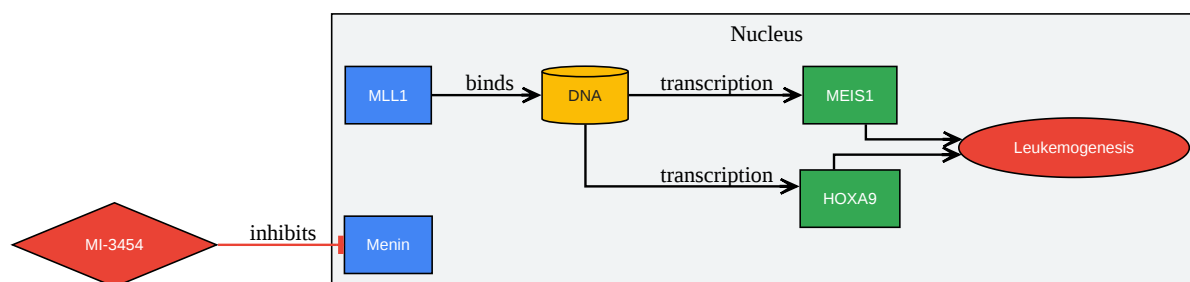 Nucleus
MLL1
binds
DNA
transcription
MEIS1
Leukemogenesis
transcription
HOXA9
MI-3454
inhibits
Menin